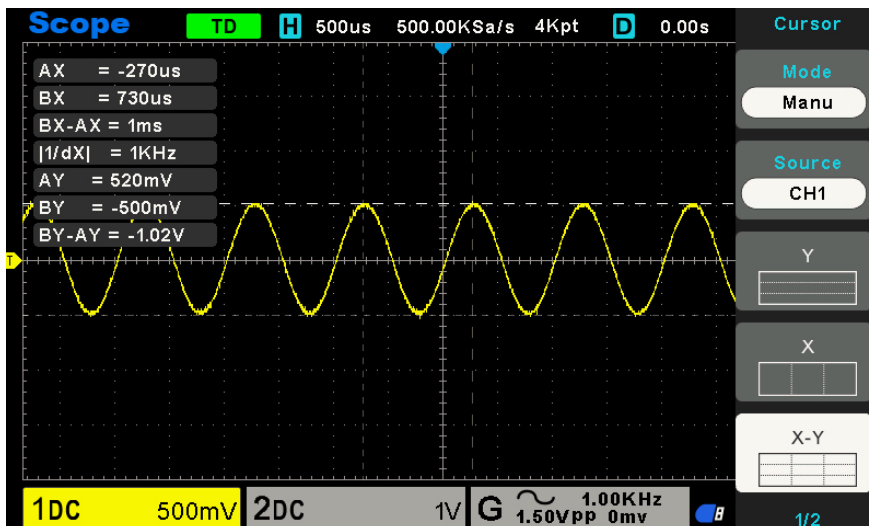 Scope TD H 500us 500.00KSa/s 4Kpt D 0.00s
Cursor
AX = -270us
BX = 730us
BX-AX = 1ms
|1/dX| = 1KHz
AY = 520mV
BY = -500mV
BY-AY = -1.02V
T
Mode
Manu
Source
CH1
Y
X
X-Y
1/2
1DC 500mV
2DC 1V
G 1.00KHz
1.50Vpp 0mv